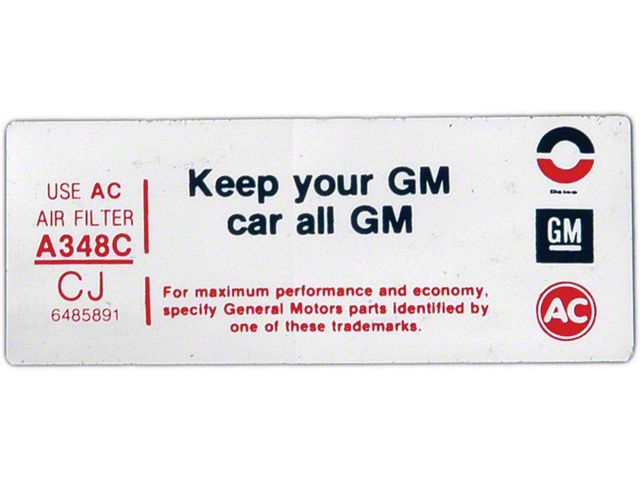 USE AC
AIR FILTER
A348C
CJ
6485891
Keep your GM
car all GM
For maximum performance and economy,
specify General Motors parts identified by
one of these trademarks.
Delco
GM
AC